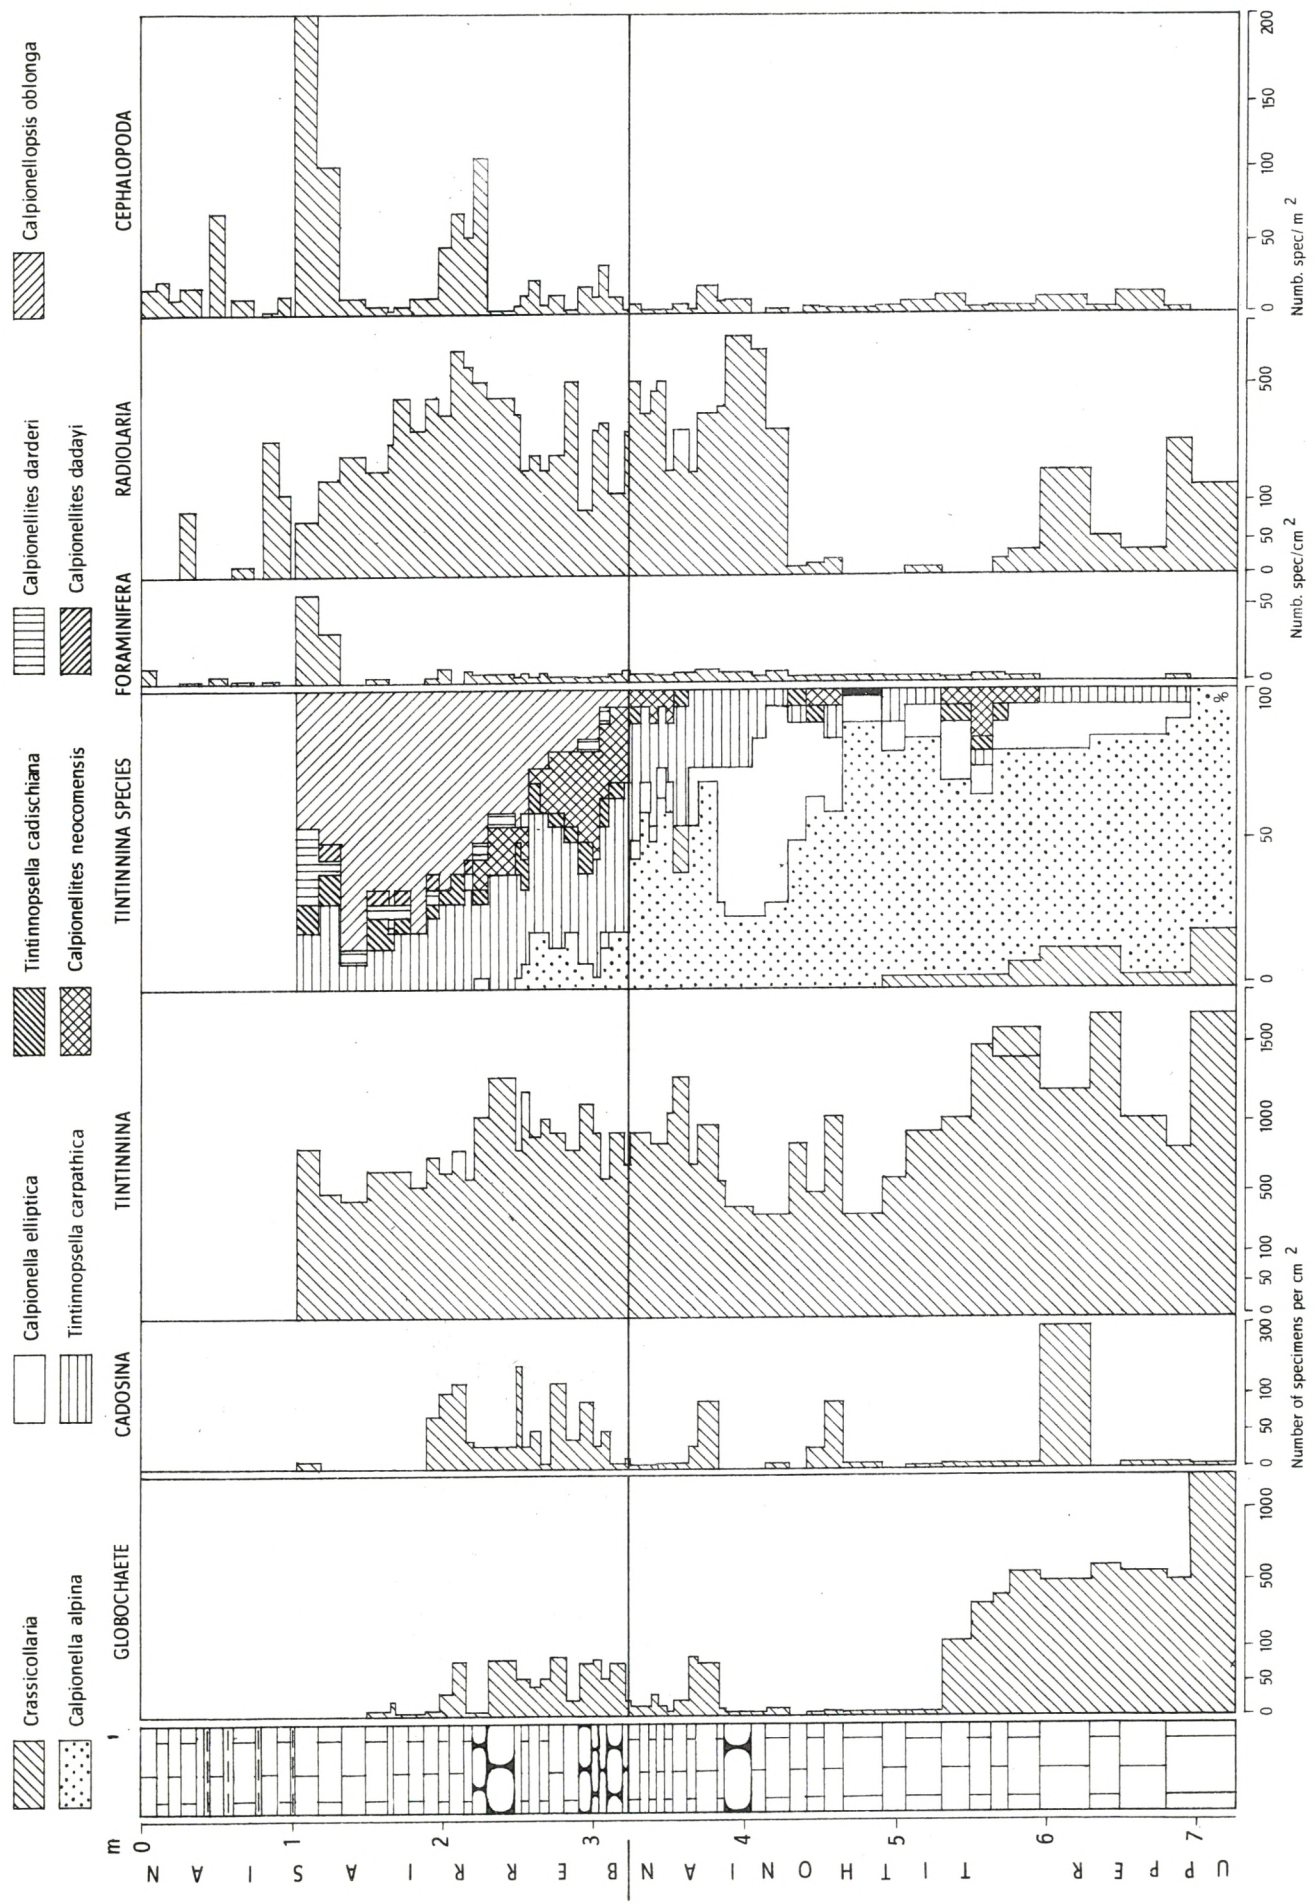 Crassicollaria
Calpionella alpina
Calpionella elliptica
Tintinnopsella carpathica
Tintinnopsella cadischiana
Calpionellites neocomensis
Calpionellites darderi
Calpionellites dadayi
Calpionellopsis oblonga
m
GLOBOCHAETE
CADOSINA
TINTINNINA
TINTINNINA SPECIES
FORAMINIFERA
RADIOLARIA
CEPHALOPODA
0
1
2
3
4
5
6
7
UPPER TITHONIAN
BERRIASIAN
0 50 100 500 1000
0 50 100 300
0 50 100 500 1000 1500
0 50 100
%
0 50
0 50 100 500
0 50 100 150 200
Number of specimens per cm 2
Numb. spec/cm 2
Numb. spec/ m 2